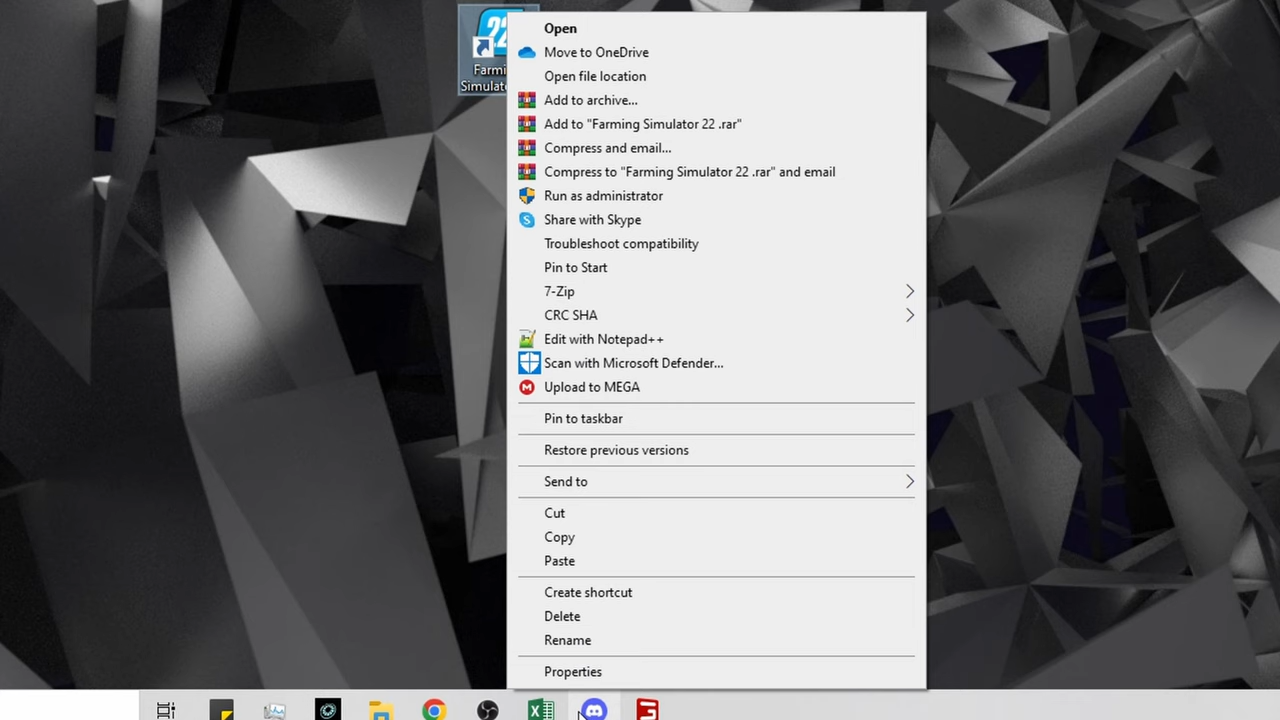 22
Farmi
Simulato
Open
Move to OneDrive
Open file location
Add to archive...
Add to "Farming Simulator 22 .rar"
Compress and email...
Compress to "Farming Simulator 22 .rar" and email
Run as administrator
Share with Skype
Troubleshoot compatibility
Pin to Start
7-Zip
CRC SHA
Edit with Notepad++
Scan with Microsoft Defender...
Upload to MEGA
Pin to taskbar
Restore previous versions
Send to
Cut
Copy
Paste
Create shortcut
Delete
Rename
Properties